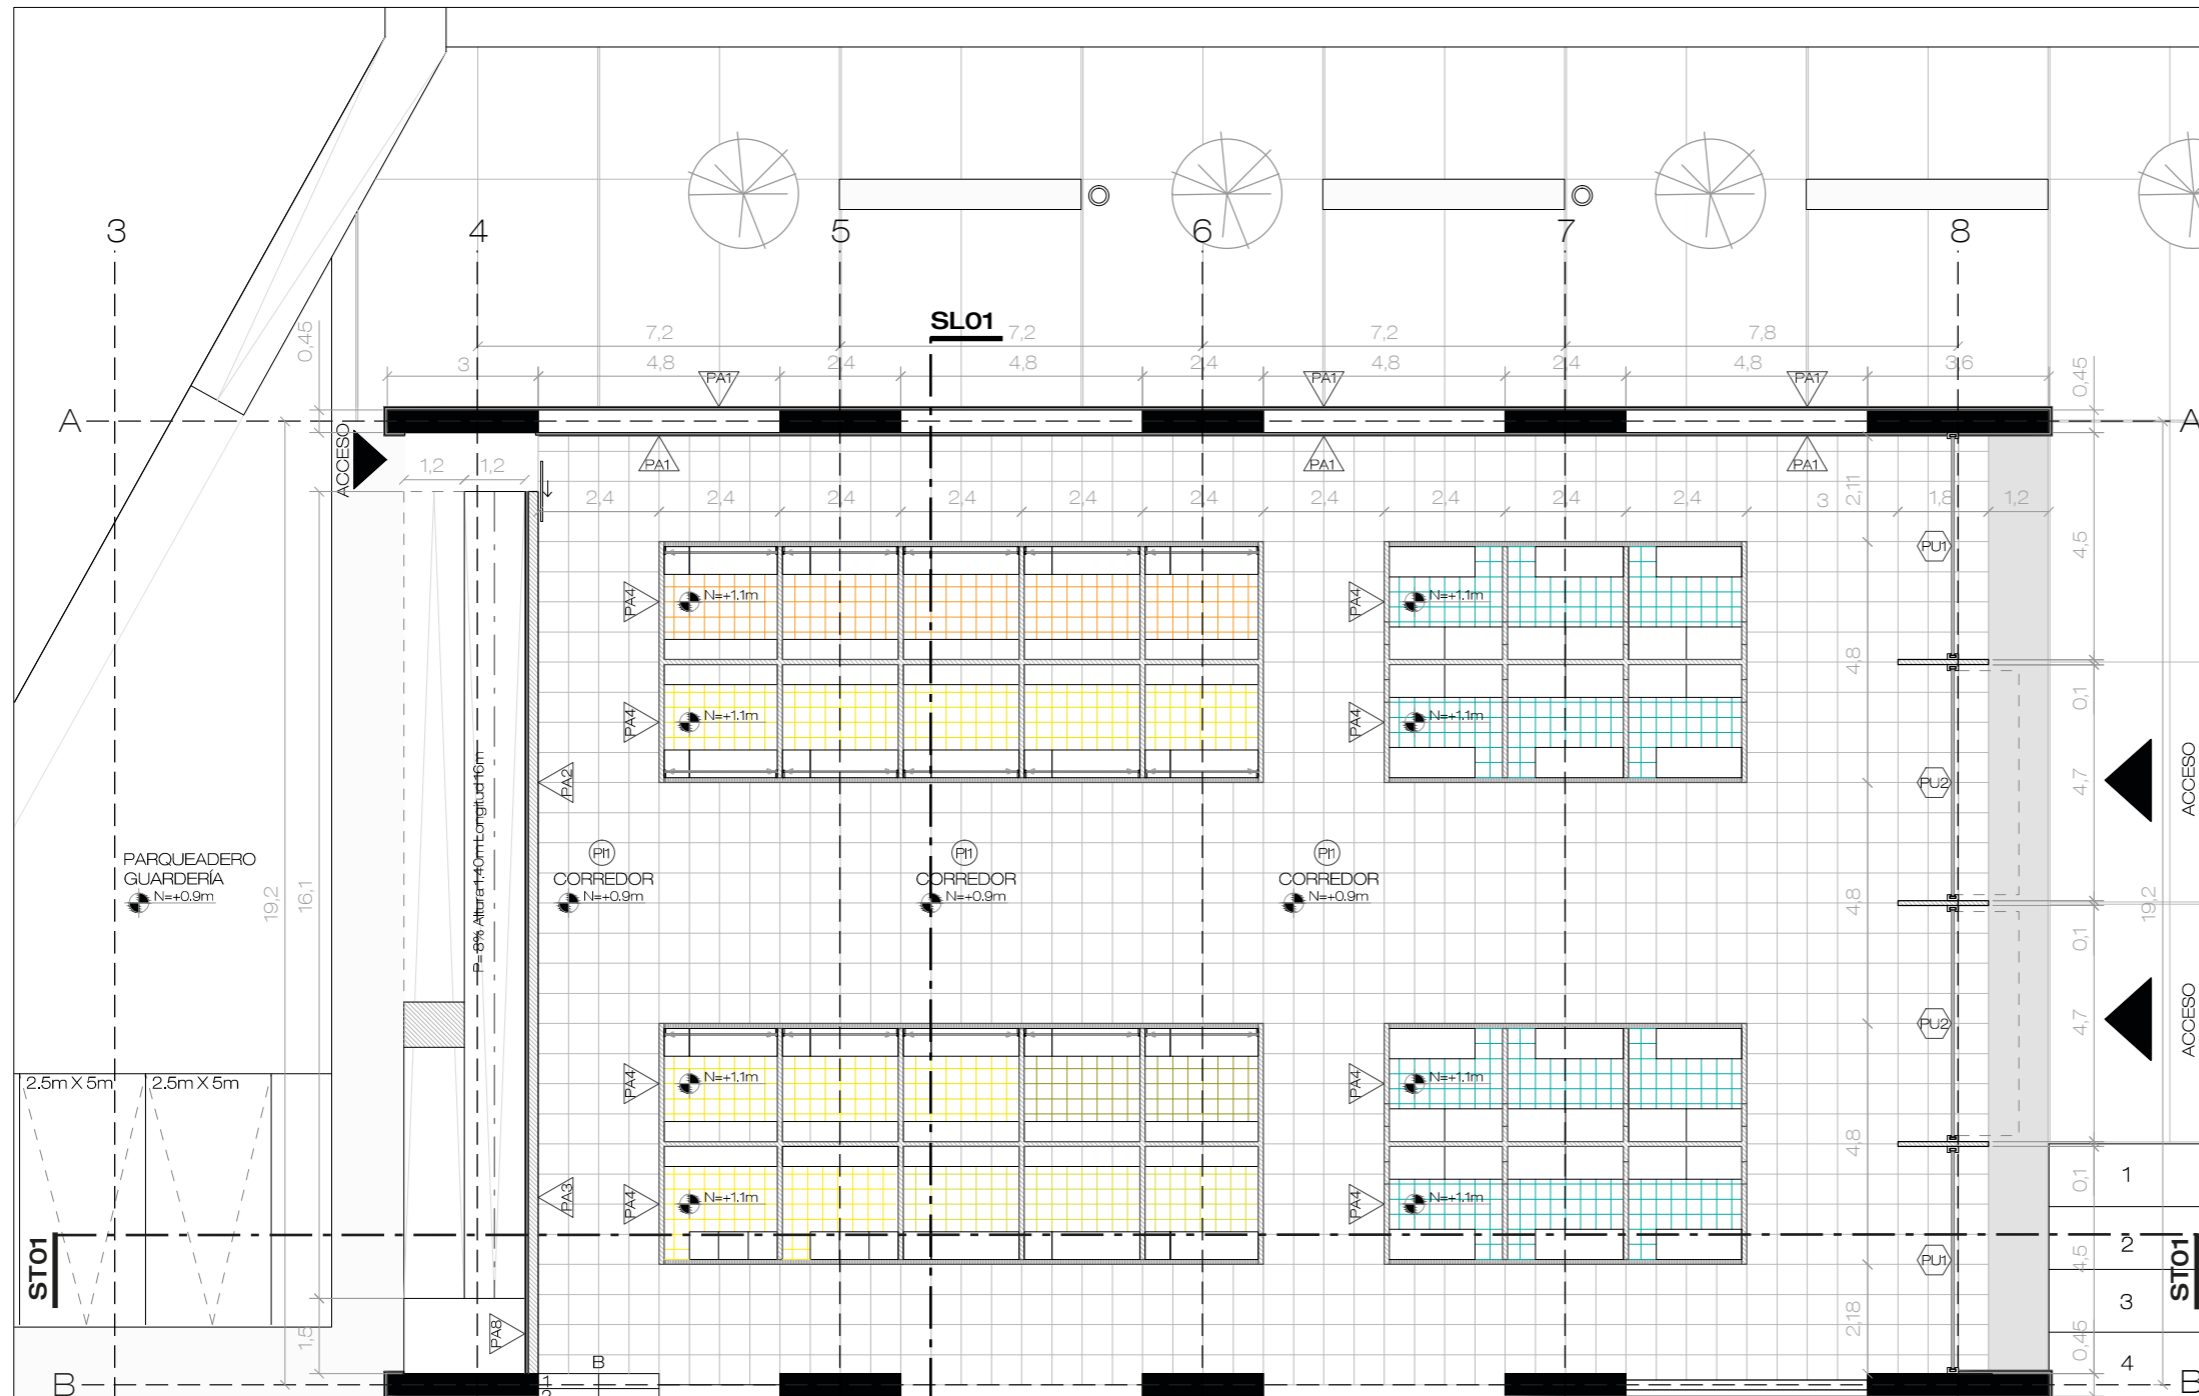 3
4
5
6
7
8
SL01
7,2
7,2
7,2
7,8
3
4,8
2,4
4,8
2,4
4,8
2,4
4,8
3,6
0,45
0,45
PA1
PA1
PA1
A
A
ACCESO
1,2
1,2
PA1
PA1
PA1
2,4
2,4
2,4
2,4
2,4
2,4
2,4
2,4
2,4
2,4
3
1,8
1,2
2,11
4,5
PU1
PA4
N=+1.1m
PA4
N=+1.1m
4,8
0,1
PA4
N=+1.1m
PA4
N=+1.1m
PA2
PU2
4,7
ACCESO
P=8% Altura 1.40m Longitud 16m
PARQUEADERO
GUARDERÍA
N=+0.9m
19,2
16,1
PI1
CORREDOR
N=+0.9m
PI1
CORREDOR
N=+0.9m
PI1
CORREDOR
N=+0.9m
4,8
0,1
19,2
PU2
4,7
ACCESO
2.5m X 5m
2.5m X 5m
PA4
N=+1.1m
PA4
N=+1.1m
4,8
0,1
1
PA3
PA4
N=+1.1m
PA4
N=+1.1m
ST01
PU1
4,5
2
ST01
3
1,5
PA8
2,18
0,45
4
B
B
1
2
B